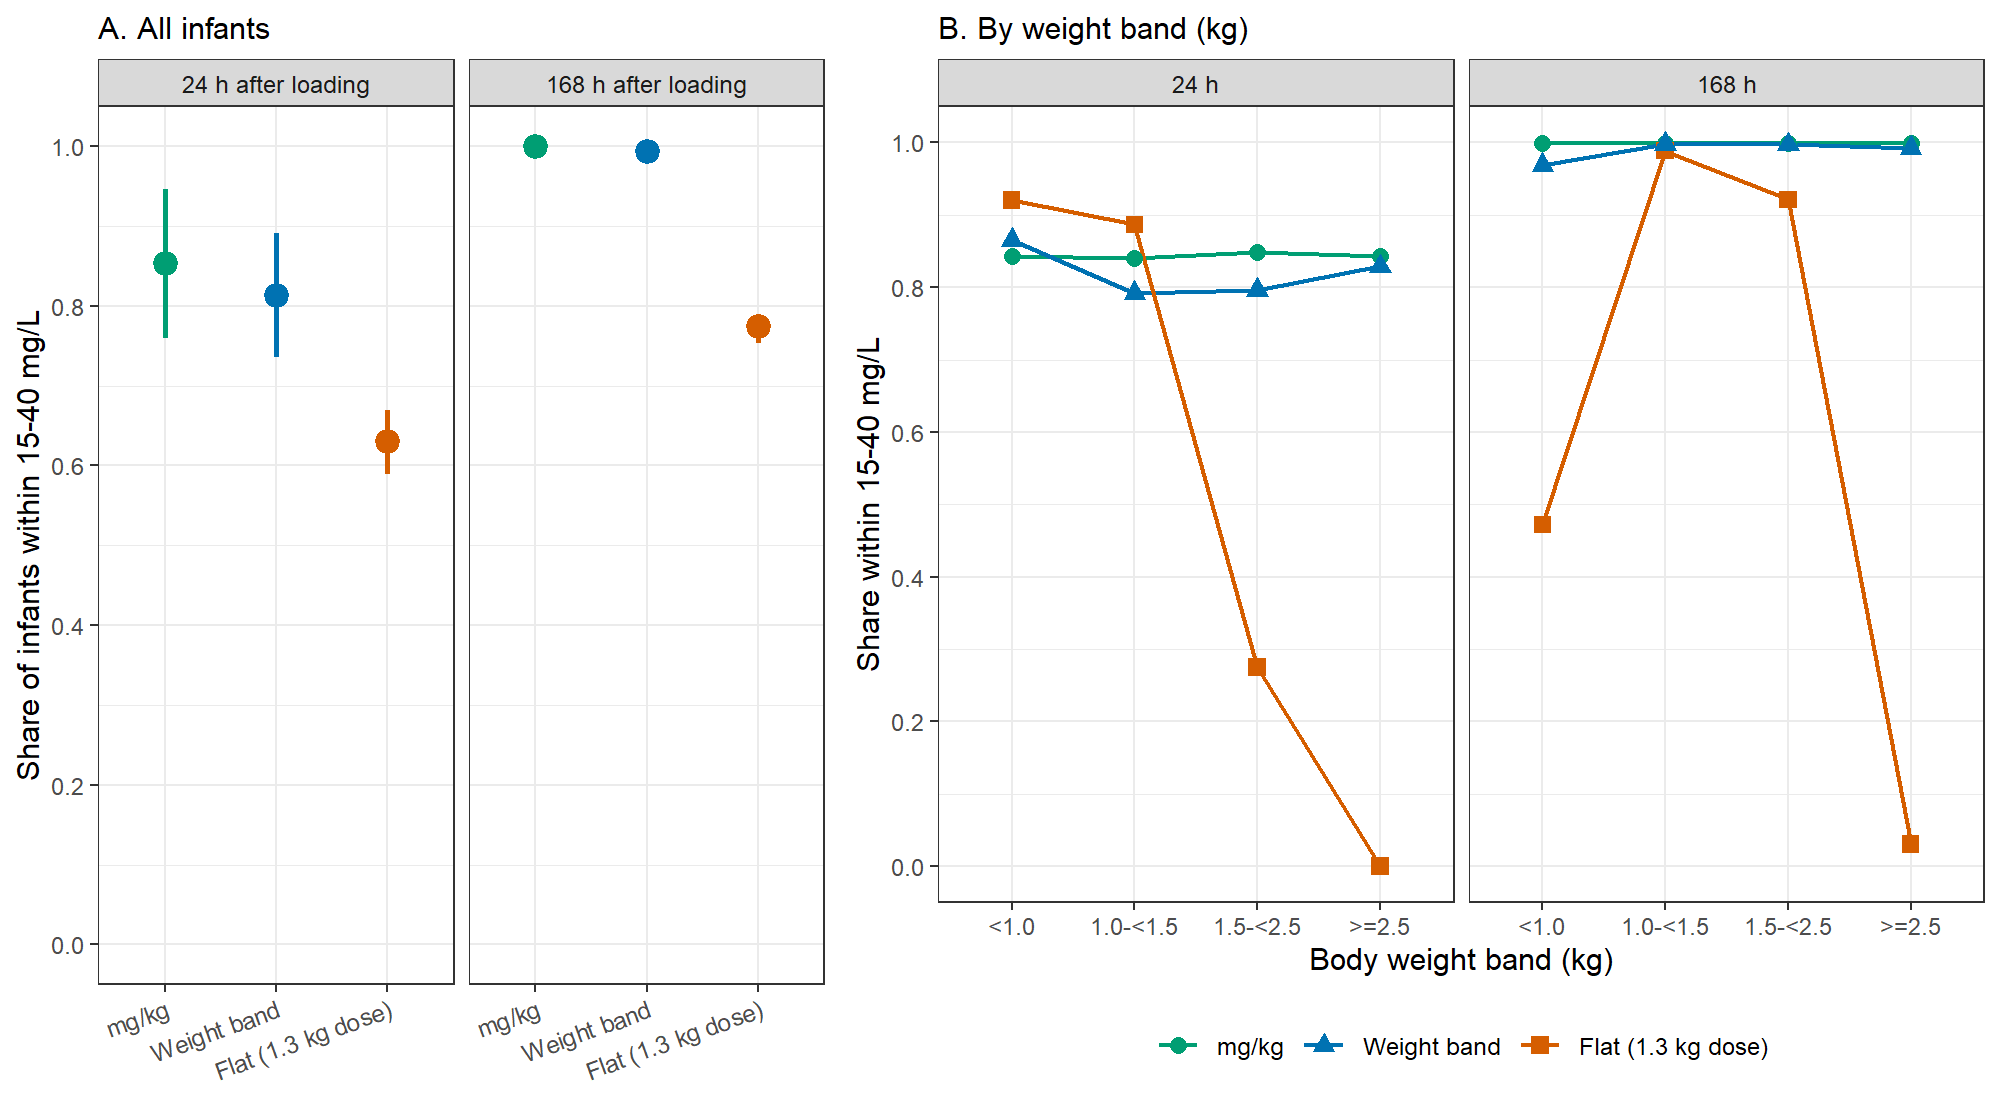 A. All infants
24 h after loading
168 h after loading
Share of infants within 15-40 mg/L
1.0
0.8
0.6
0.4
0.2
0.0
mg/kg
Weight band
Flat (1.3 kg dose)
mg/kg
Weight band
Flat (1.3 kg dose)
B. By weight band (kg)
24 h
168 h
Share within 15-40 mg/L
1.0
0.8
0.6
0.4
0.2
0.0
<1.0
1.0-<1.5
1.5-<2.5
>=2.5
<1.0
1.0-<1.5
1.5-<2.5
>=2.5
Body weight band (kg)
mg/kg
Weight band
Flat (1.3 kg dose)